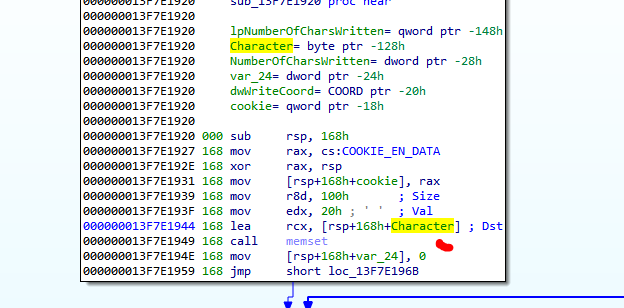 000000013F7E1920 sub_13F7E1920 proc near
000000013F7E1920
000000013F7E1920 lpNumberOfCharsWritten= qword ptr -148h
000000013F7E1920 Character= byte ptr -128h
000000013F7E1920 NumberOfCharsWritten= dword ptr -28h
000000013F7E1920 var_24= dword ptr -24h
000000013F7E1920 dwWriteCoord= COORD ptr -20h
000000013F7E1920 cookie= qword ptr -18h
000000013F7E1920
000000013F7E1920 000 sub rsp, 168h
000000013F7E1927 168 mov rax, cs:COOKIE_EN_DATA
000000013F7E192E 168 xor rax, rsp
000000013F7E1931 168 mov [rsp+168h+cookie], rax
000000013F7E1939 168 mov r8d, 100h ; Size
000000013F7E193F 168 mov edx, 20h ; ' ' ; Val
000000013F7E1944 168 lea rcx, [rsp+168h+Character] ; Dst
000000013F7E1949 168 call memset
000000013F7E194E 168 mov [rsp+168h+var_24], 0
000000013F7E1959 168 jmp short loc_13F7E196B